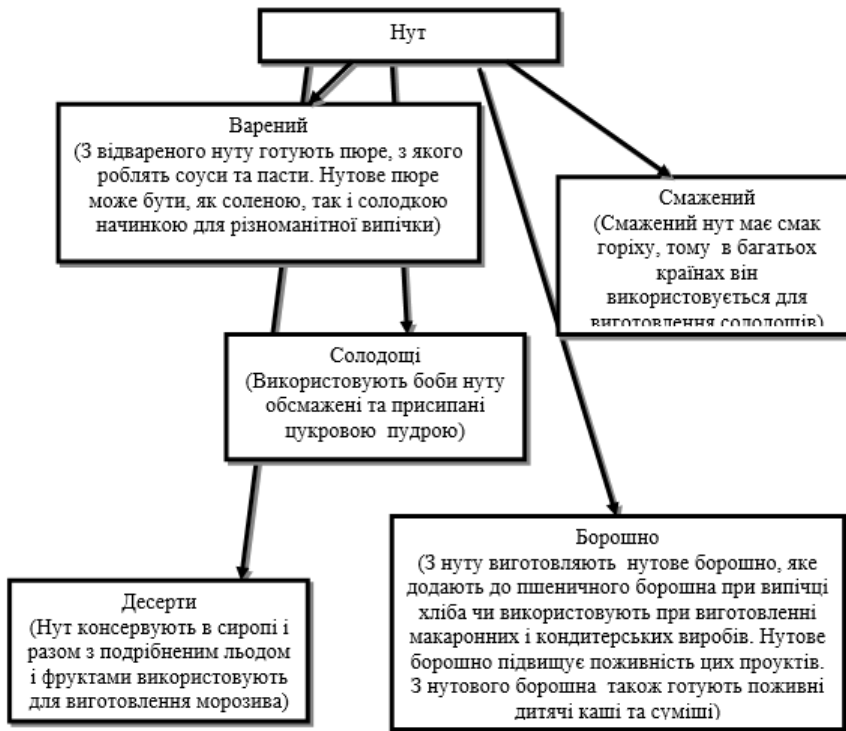 Нут
Варений
(З відвареного нуту готують пюре, з якого
роблять соуси та пасти. Нутове пюре
може бути, як соленою, так і солодкою
начинкою для різноманітної випічки)
Смажений
(Смажений нут має смак
горіху, тому в багатьох
країнах він
використовується для
виготовлення солодощів)
Солодощі
(Використовують боби нуту
обсмажені та присипані
цукровою пудрою)
Борошно
(З нуту виготовляють нутове борошно, яке
додають до пшеничного борошна при випічці
хліба чи використовують при виготовленні
макаронних і кондитерських виробів. Нутове
борошно підвищує поживність цих проуктів.
З нутового борошна також готують поживні
дитячі каші та суміші)
Десерти
(Нут консервують в сиропі і
разом з подрібненим льодом
і фруктами використовують
для виготовлення морозива)